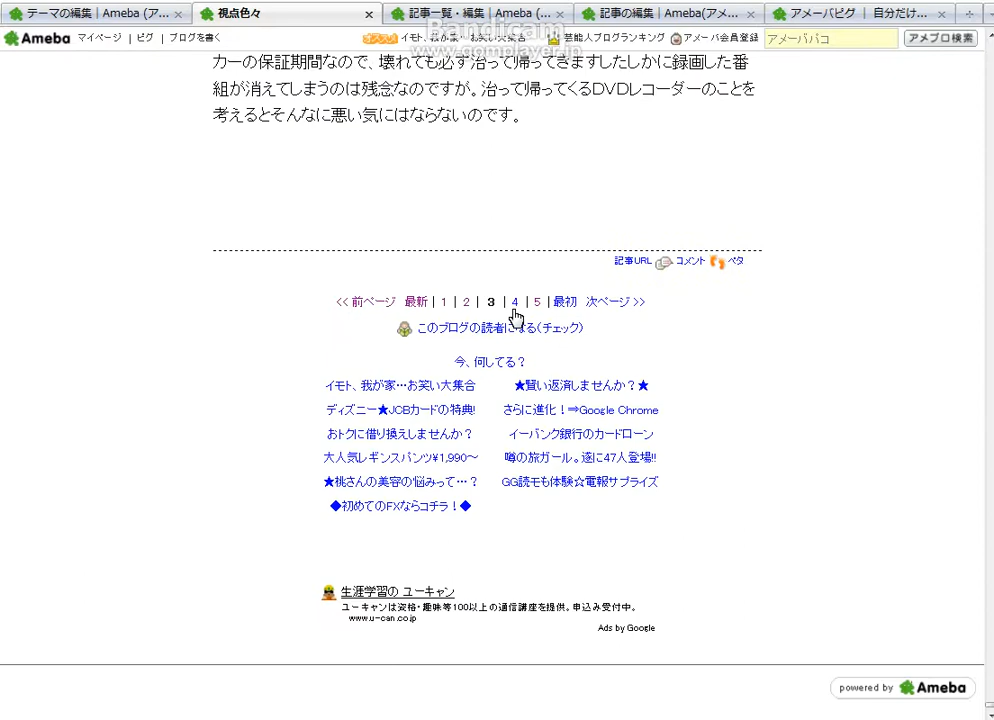 テーマの編集 | Ameba (ア...
視点色々
記事一覧・編集 | Ameba (...
記事の編集 | Ameba(アメ...
アメーバピグ | 自分だけ...
Ameba マイページ | ピグ | ブログを書く
イモト、我が家…お笑い大集合
芸能人ブログランキング
アメーバ会員登録
アメーバパコ
アメブロ検索
Bandicam
www.gomplayer.jp
カーの保証期間なので、壊れても必ず治って帰ってきますしたしかに録画した番
組が消えてしまうのは残念なのですが。治って帰ってくるDVDレコーダーのことを
考えるとそんなに悪い気にはならないのです。
記事URL コメント ペタ
<< 前ページ 最新 | 1 | 2 | 3 | 4 | 5 | 最初 次ページ >>
このブログの読者になる(チェック)
今、何してる？
イモト、我が家…お笑い大集合 ★賢い返済しませんか？★
ディズニー★JCBカードの特典! さらに進化！⇒Google Chrome
おトクに借り換えしませんか？ イーバンク銀行のカードローン
大人気レギンスパンツ¥1,990～ 噂の旅ガール。遂に47人登場!!
★桃さんの美容の悩みって…？ GG読モも体験☆電報サプライズ
◆初めてのFXならコチラ！◆
生涯学習の ユーキャン
ユーキャンは資格・趣味等100以上の通信講座を提供。申込み受付中。
www.u-can.co.jp
Ads by Google
powered by Ameba